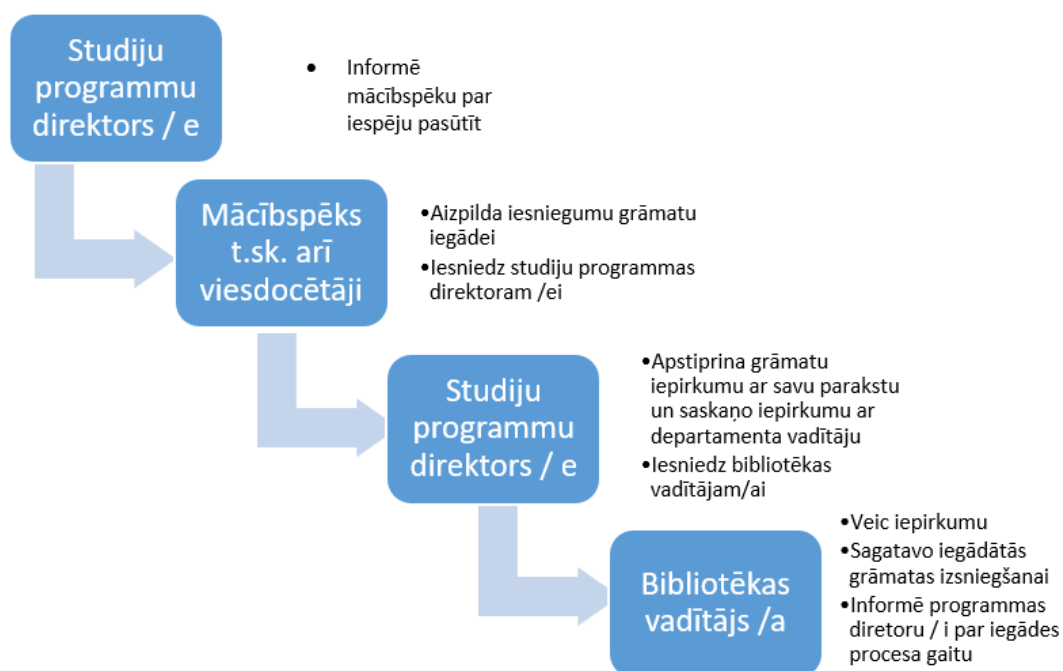 Studiju
programmu
direktors / e
• Informē
mācībspēku par
iespēju pasūtīt
Mācībspēks
t.sk. arī
viesdocētāji
•Aizpilda iesniegumu grāmatu
iegādei
•Iesniedz studiju programmas
direktoram /ei
Studiju
programmu
direktors / e
•Apstiprina grāmatu
iepirkumu ar savu parakstu
un saskaņo iepirkumu ar
departamenta vadītāju
•Iesniedz bibliotēkas
vadītājam/ai
Bibliotēkas
vadītājs /a
•Veic iepirkumu
•Sagatavo iegādātās
grāmatas izsniegšanai
•Informē programmas
diretoru / i par iegādes
procesa gaitu